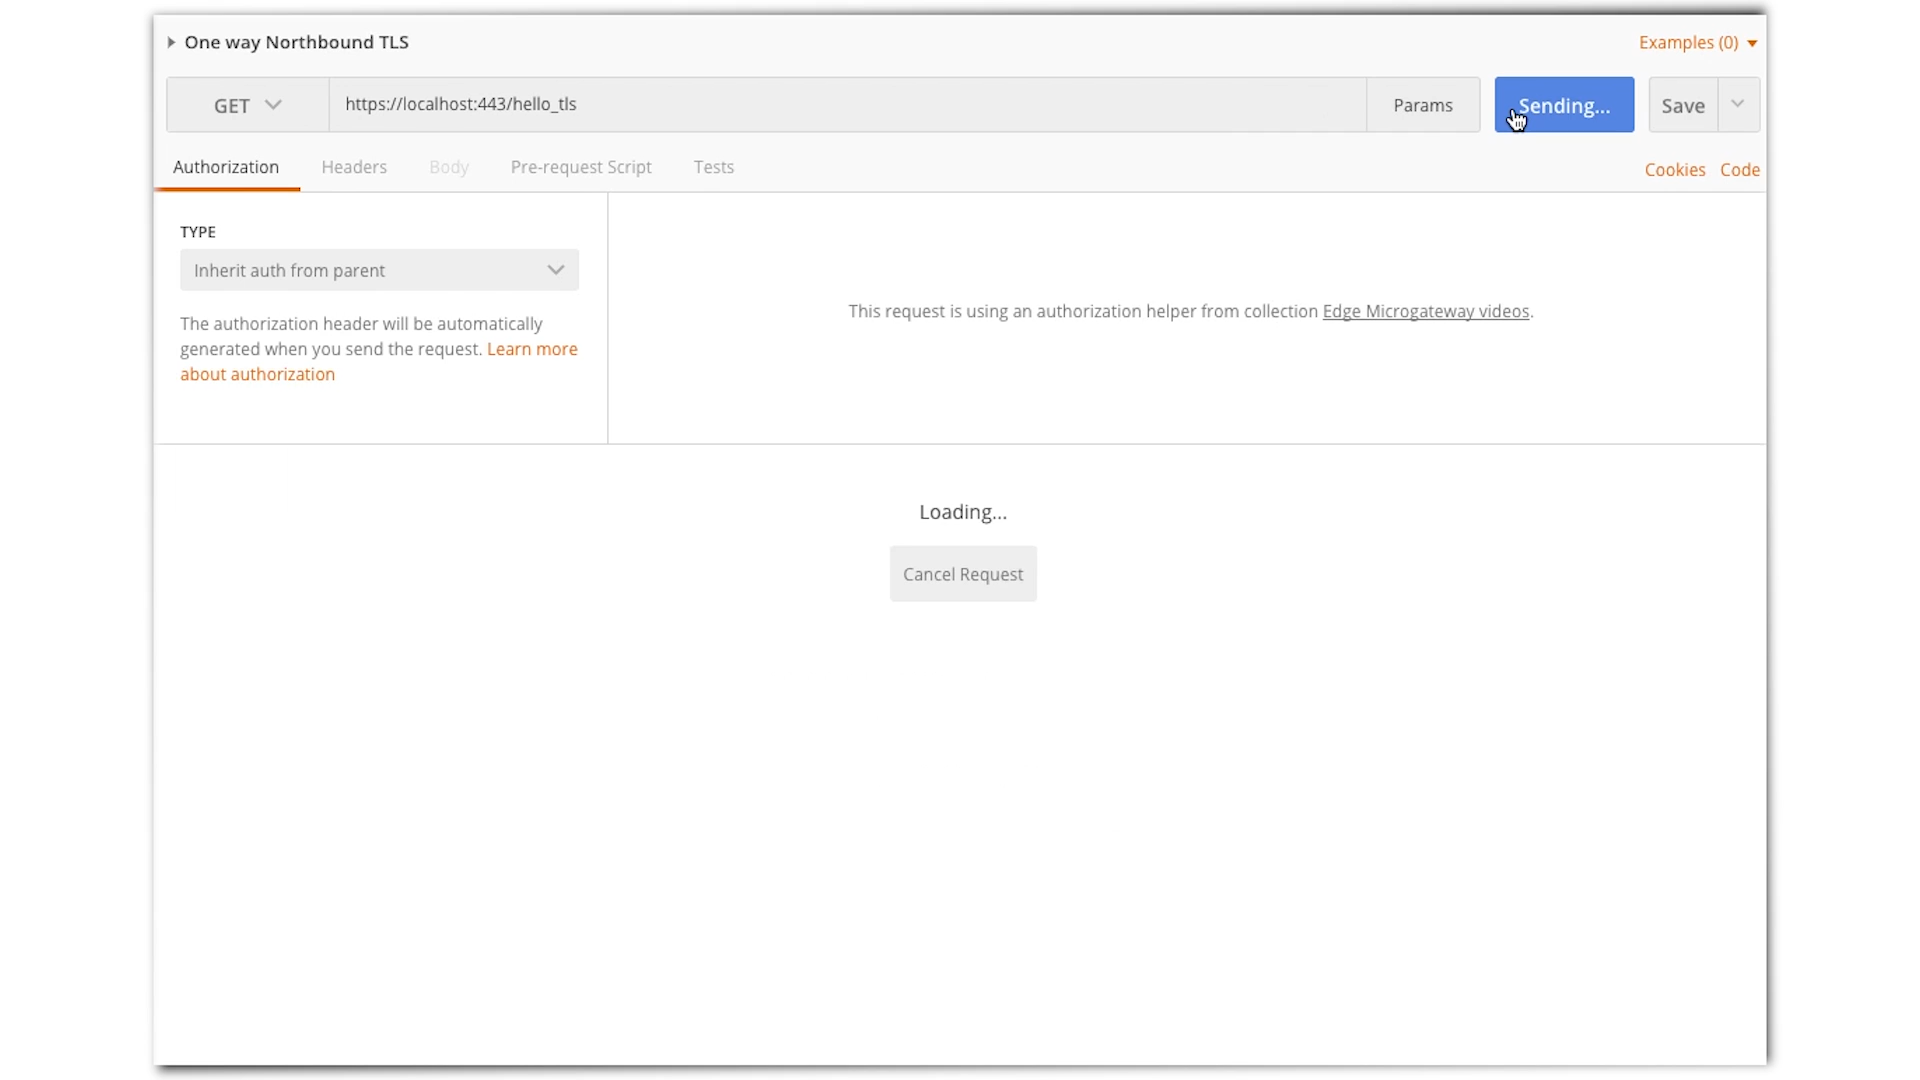 One way Northbound TLS
Examples (0)
GET
https://localhost:443/hello_tls
Params
Sending...
Save
Authorization
Headers
Body
Pre-request Script
Tests
Cookies
Code
TYPE
Inherit auth from parent
The authorization header will be automatically
generated when you send the request. Learn more
about authorization
This request is using an authorization helper from collection Edge Microgateway videos.
Loading...
Cancel Request